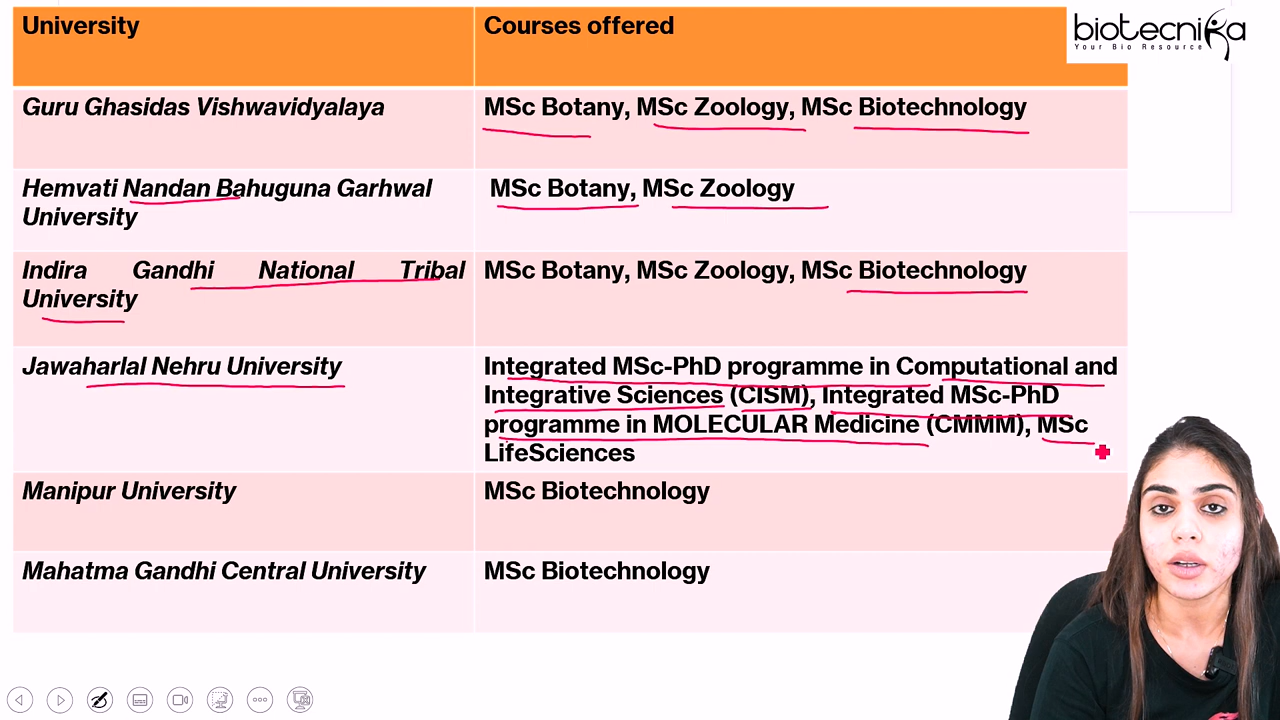 University
Courses offered
biotecnika
Your Bio Resource
Guru Ghasidas Vishwavidyalaya
MSc Botany, MSc Zoology, MSc Biotechnology
Hemvati Nandan Bahuguna Garhwal
University
MSc Botany, MSc Zoology
Indira Gandhi National Tribal
University
MSc Botany, MSc Zoology, MSc Biotechnology
Jawaharlal Nehru University
Integrated MSc-PhD programme in Computational and
Integrative Sciences (CISM), Integrated MSc-PhD
programme in MOLECULAR Medicine (CMMM), MSc
LifeSciences
Manipur University
MSc Biotechnology
Mahatma Gandhi Central University
MSc Biotechnology